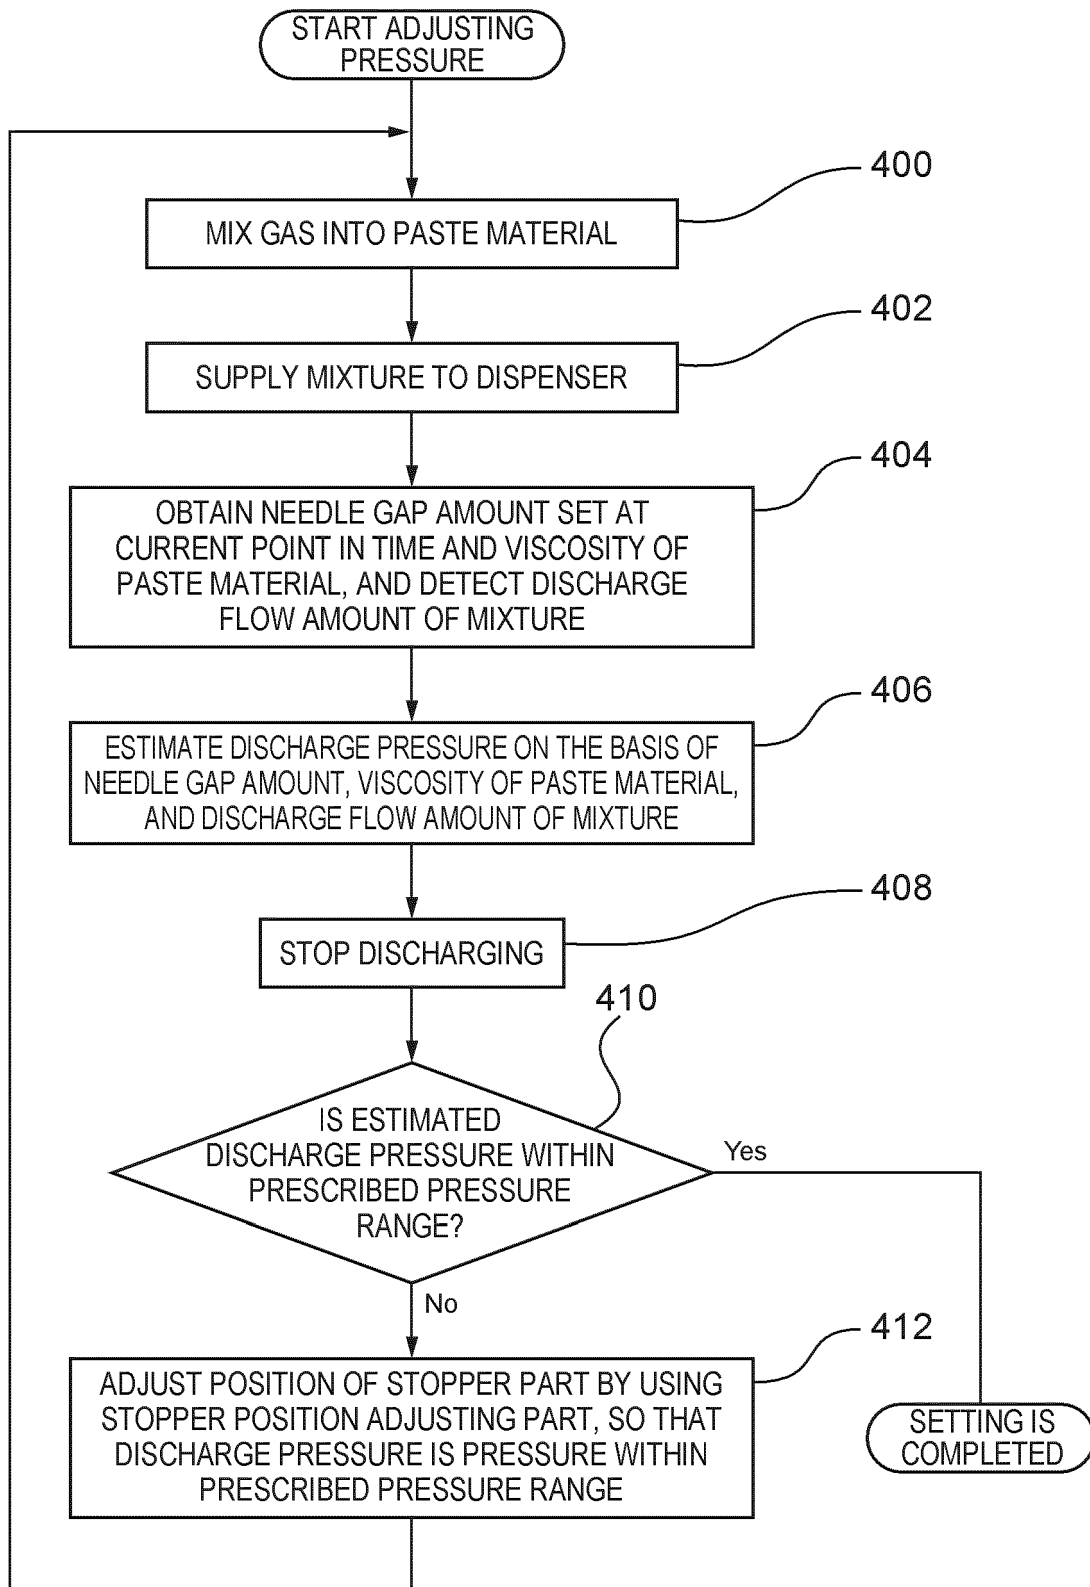 START ADJUSTING
PRESSURE
400
MIX GAS INTO PASTE MATERIAL
402
SUPPLY MIXTURE TO DISPENSER
404
OBTAIN NEEDLE GAP AMOUNT SET AT
CURRENT POINT IN TIME AND VISCOSITY OF
PASTE MATERIAL, AND DETECT DISCHARGE
FLOW AMOUNT OF MIXTURE
406
ESTIMATE DISCHARGE PRESSURE ON THE BASIS OF
NEEDLE GAP AMOUNT, VISCOSITY OF PASTE MATERIAL,
AND DISCHARGE FLOW AMOUNT OF MIXTURE
408
STOP DISCHARGING
410
IS ESTIMATED
DISCHARGE PRESSURE WITHIN
PRESCRIBED PRESSURE
RANGE?
Yes
No
412
ADJUST POSITION OF STOPPER PART BY USING
STOPPER POSITION ADJUSTING PART, SO THAT
DISCHARGE PRESSURE IS PRESSURE WITHIN
PRESCRIBED PRESSURE RANGE
SETTING IS
COMPLETED